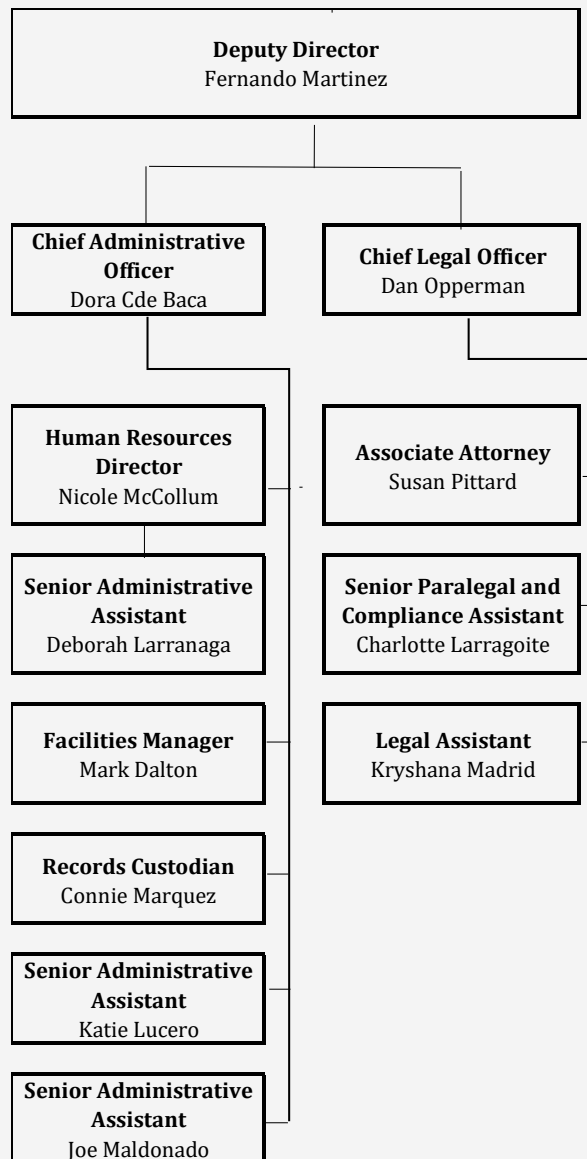 Deputy Director
Fernando Martinez
Chief Administrative
Officer
Dora Cde Baca
Chief Legal Officer
Dan Opperman
Human Resources
Director
Nicole McCollum
Associate Attorney
Susan Pittard
Senior Administrative
Assistant
Deborah Larranaga
Senior Paralegal and
Compliance Assistant
Charlotte Larragoite
Facilities Manager
Mark Dalton
Legal Assistant
Kryshana Madrid
Records Custodian
Connie Marquez
Senior Administrative
Assistant
Katie Lucero
Senior Administrative
Assistant
Joe Maldonado